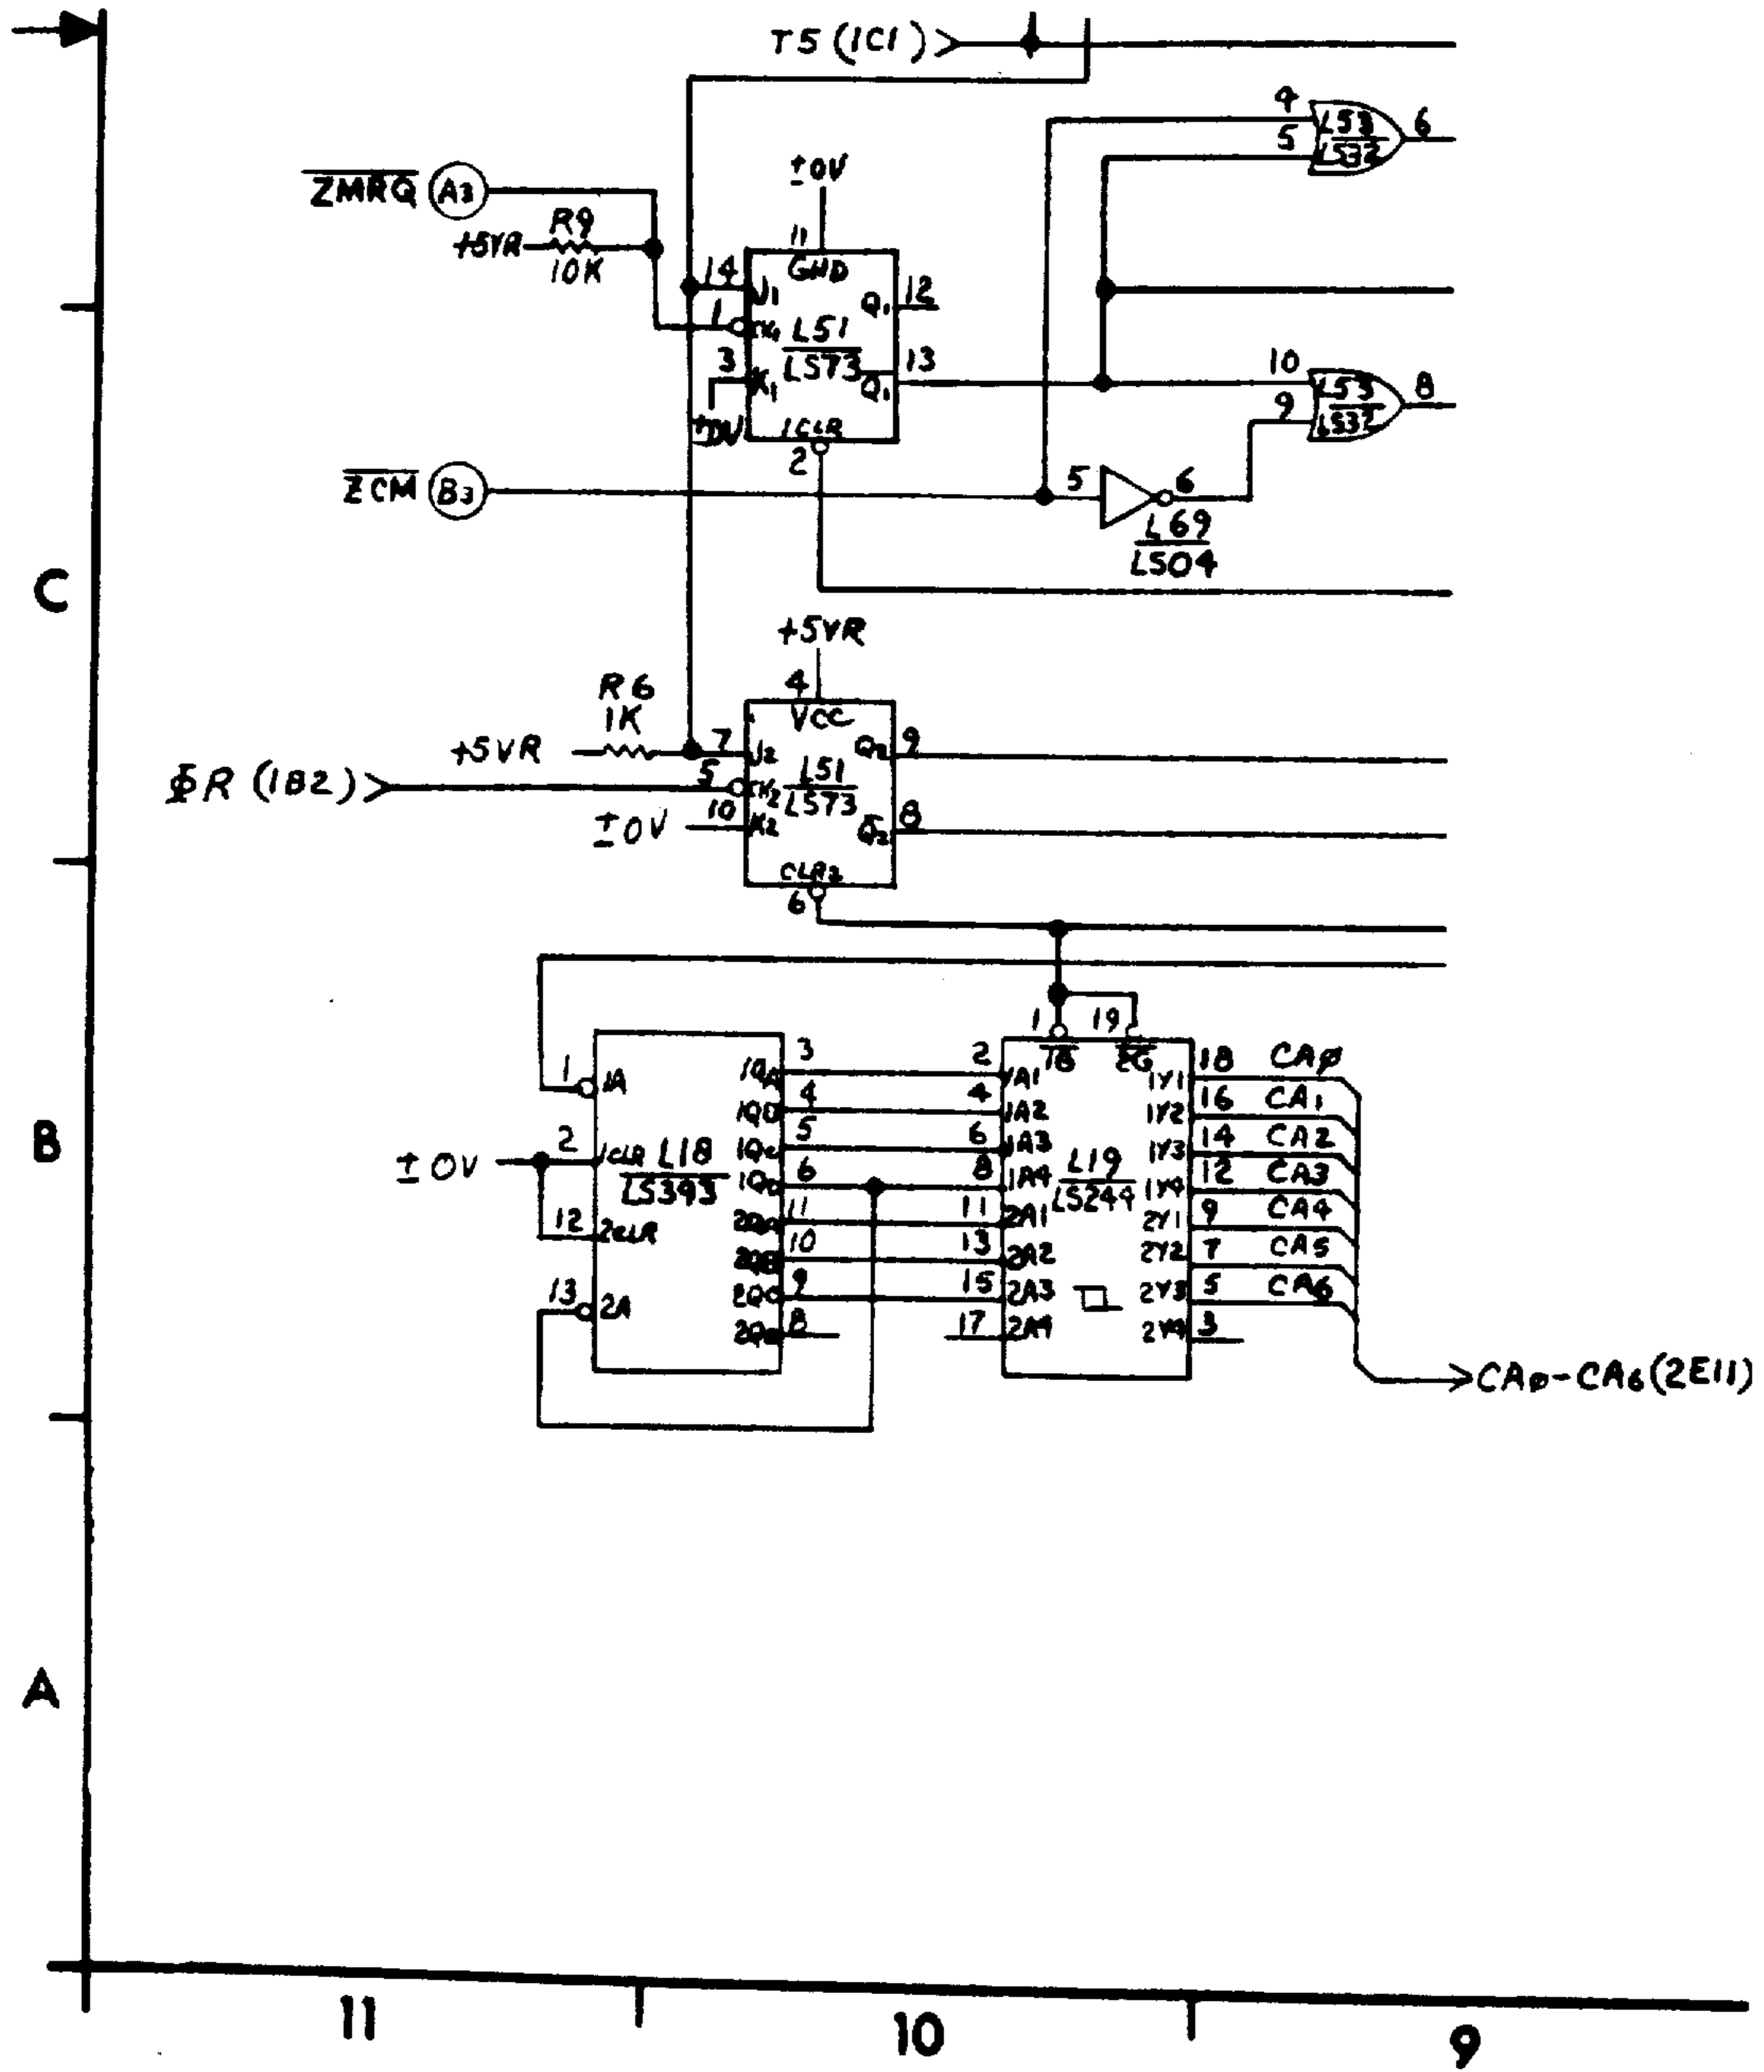 T5 (1C1)
4
5
L53
LS32
6
ZMRQ
A3
±0V
R9
+5VR
10K
11
GND
14
J1
Q1
12
1
CK1
L51
LS73
3
K1
13
Q1
±0V
1CLR
2
10
9
L53
LS32
8
ZCM
B3
5
6
L69
LS04
C
+5VR
R6
1K
4
VCC
+5VR
7
J2
Q2
9
ΦR (1B2)
5
CK2
L51
LS73
±0V
10
K2
Q2
8
CLR2
6
1
19
1G
2G
1
1A
1QA
3
2
1A1
1Y1
18
CAØ
1QB
4
4
1A2
1Y2
16
CA1
B
±0V
2
1CLR
L18
LS393
1QC
5
6
1A3
L19
LS244
1Y3
14
CA2
1QD
6
8
1A4
1Y4
12
CA3
12
2CLR
2QA
11
11
2A1
2Y1
9
CA4
2QB
10
13
2A2
2Y2
7
CA5
13
2A
2QC
9
15
2A3
2Y3
5
CA6
2QD
8
17
2A4
2Y4
3
CAØ-CA6(2E11)
A
11
10
9